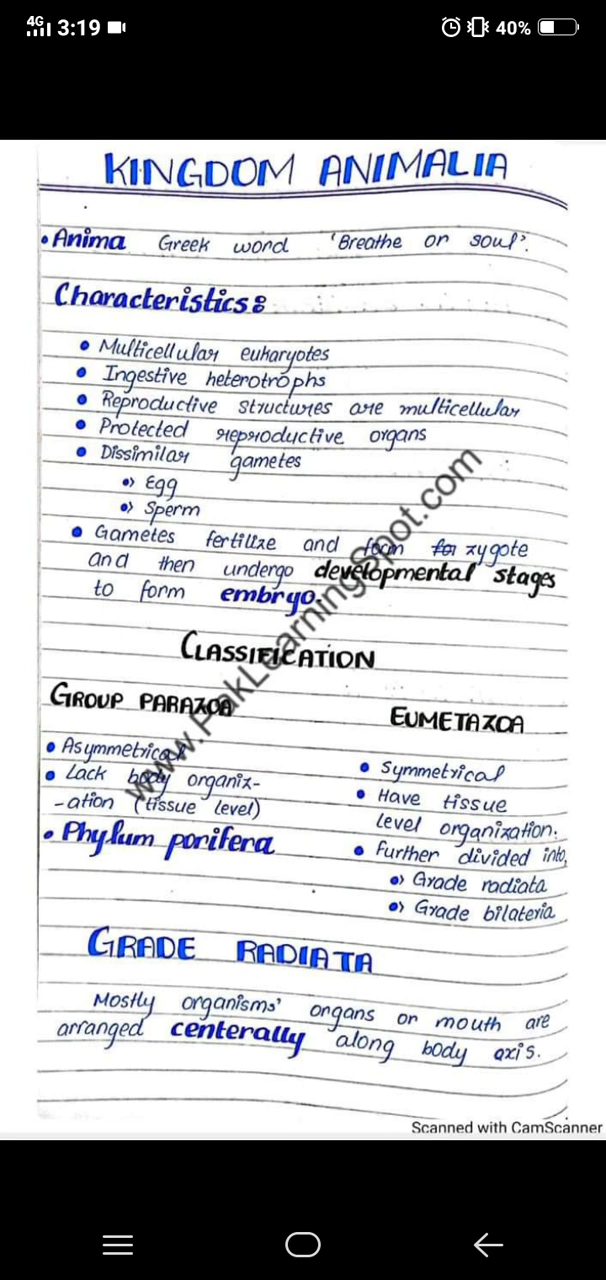 4G 3:19 40%
KINGDOM ANIMALIA
• Anima Greek word 'Breathe or soul'.
Characteristics:
• Multicellular eukaryotes
• Ingestive heterotrophs
• Reproductive structures are multicellular
• Protected reproductive organs
• Dissimilar gametes
•) Egg
•) Sperm
• Gametes fertilize and form for zygote
and then undergo developmental stages
to form embryo.
www.PakLearningSpot.com
CLASSIFICATION
GROUP PARAZOA
• Asymmetrical
• Lack body organiz-
-ation (tissue level)
• Phylum porifera
EUMETAZOA
• Symmetrical
• Have tissue
level organization.
• Further divided into,
•) Grade radiata
•) Grade bilateria
GRADE RADIATA
Mostly organisms' organs or mouth are
arranged centerally along body axis.
Scanned with CamScanner